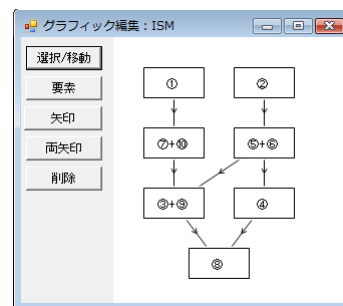 グラフィック編集：ISM
選択/移動
要素
矢印
両矢印
削除
① ②
⑦+⑩ ⑤+⑥
③+⑨ ④
⑧